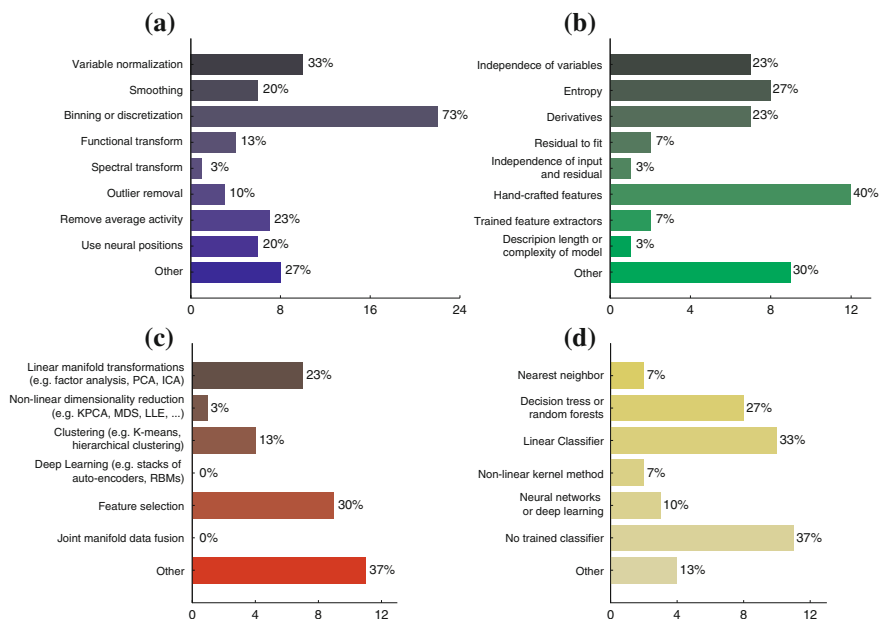 (a)
Variable normalization 33%
Smoothing 20%
Binning or discretization 73%
Functional transform 13%
Spectral transform 3%
Outlier removal 10%
Remove average activity 23%
Use neural positions 20%
Other 27%
0 8 16 24
(b)
Independece of variables 23%
Entropy 27%
Derivatives 23%
Residual to fit 7%
Independence of input
and residual 3%
Hand-crafted features 40%
Trained feature extractors 7%
Descripion length or
complexity of model 3%
Other 30%
0 4 8 12
(c)
Linear manifold transformations
(e.g. factor analysis, PCA, ICA) 23%
Non-linear dimensionality reduction
(e.g. KPCA, MDS, LLE, ...) 3%
Clustering (e.g. K-means,
hierarchical clustering) 13%
Deep Learning (e.g. stacks of
auto-encoders, RBMs) 0%
Feature selection 30%
Joint manifold data fusion 0%
Other 37%
0 4 8 12
(d)
Nearest neighbor 7%
Decision tress or
random forests 27%
Linear Classifier 33%
Non-linear kernel method 7%
Neural networks
or deep learning 10%
No trained classifier 37%
Other 13%
0 4 8 12